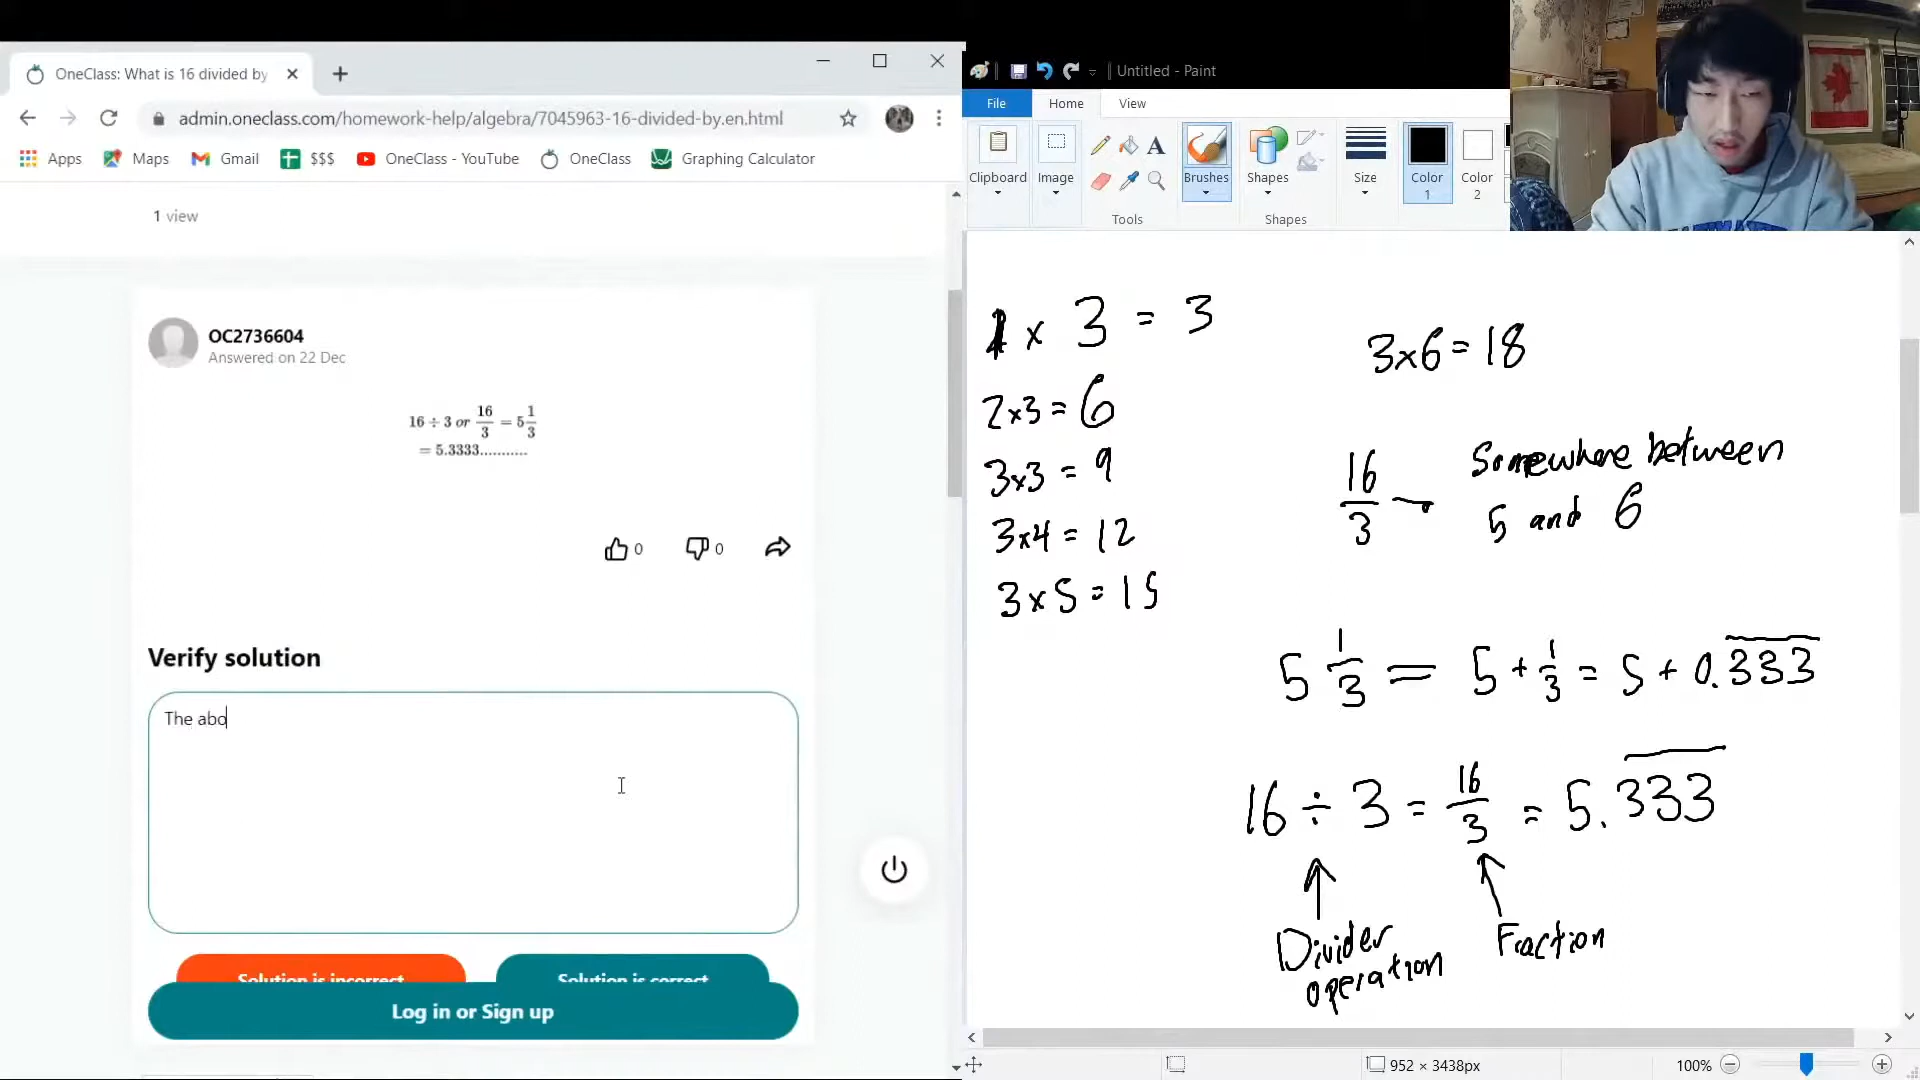 OneClass: What is 16 divided by
Untitled - Paint
admin.oneclass.com/homework-help/algebra/7045963-16-divided-by.en.html
File Home View
Apps Maps Gmail $$$ OneClass - YouTube OneClass Graphing Calculator
Clipboard Image Tools Brushes Shapes Shapes Size Color 1 Color 2
1 view
OC2736604
Answered on 22 Dec
16 ÷ 3 or 16/3 = 5 1/3
= 5.3333...........
0 0
Verify solution
The abo
Solution is incorrect Solution is correct
Log in or Sign up
1 x 3 = 3
2x3 = 6
3x3 = 9
3x4 = 12
3x5 = 15
3x6 = 18
16/3 Somewhere between
5 and 6
5 1/3 = 5 + 1/3 = 5 + 0.333
16 ÷ 3 = 16/3 = 5.333
Divider
operation
Fraction
952 × 3438px 100%